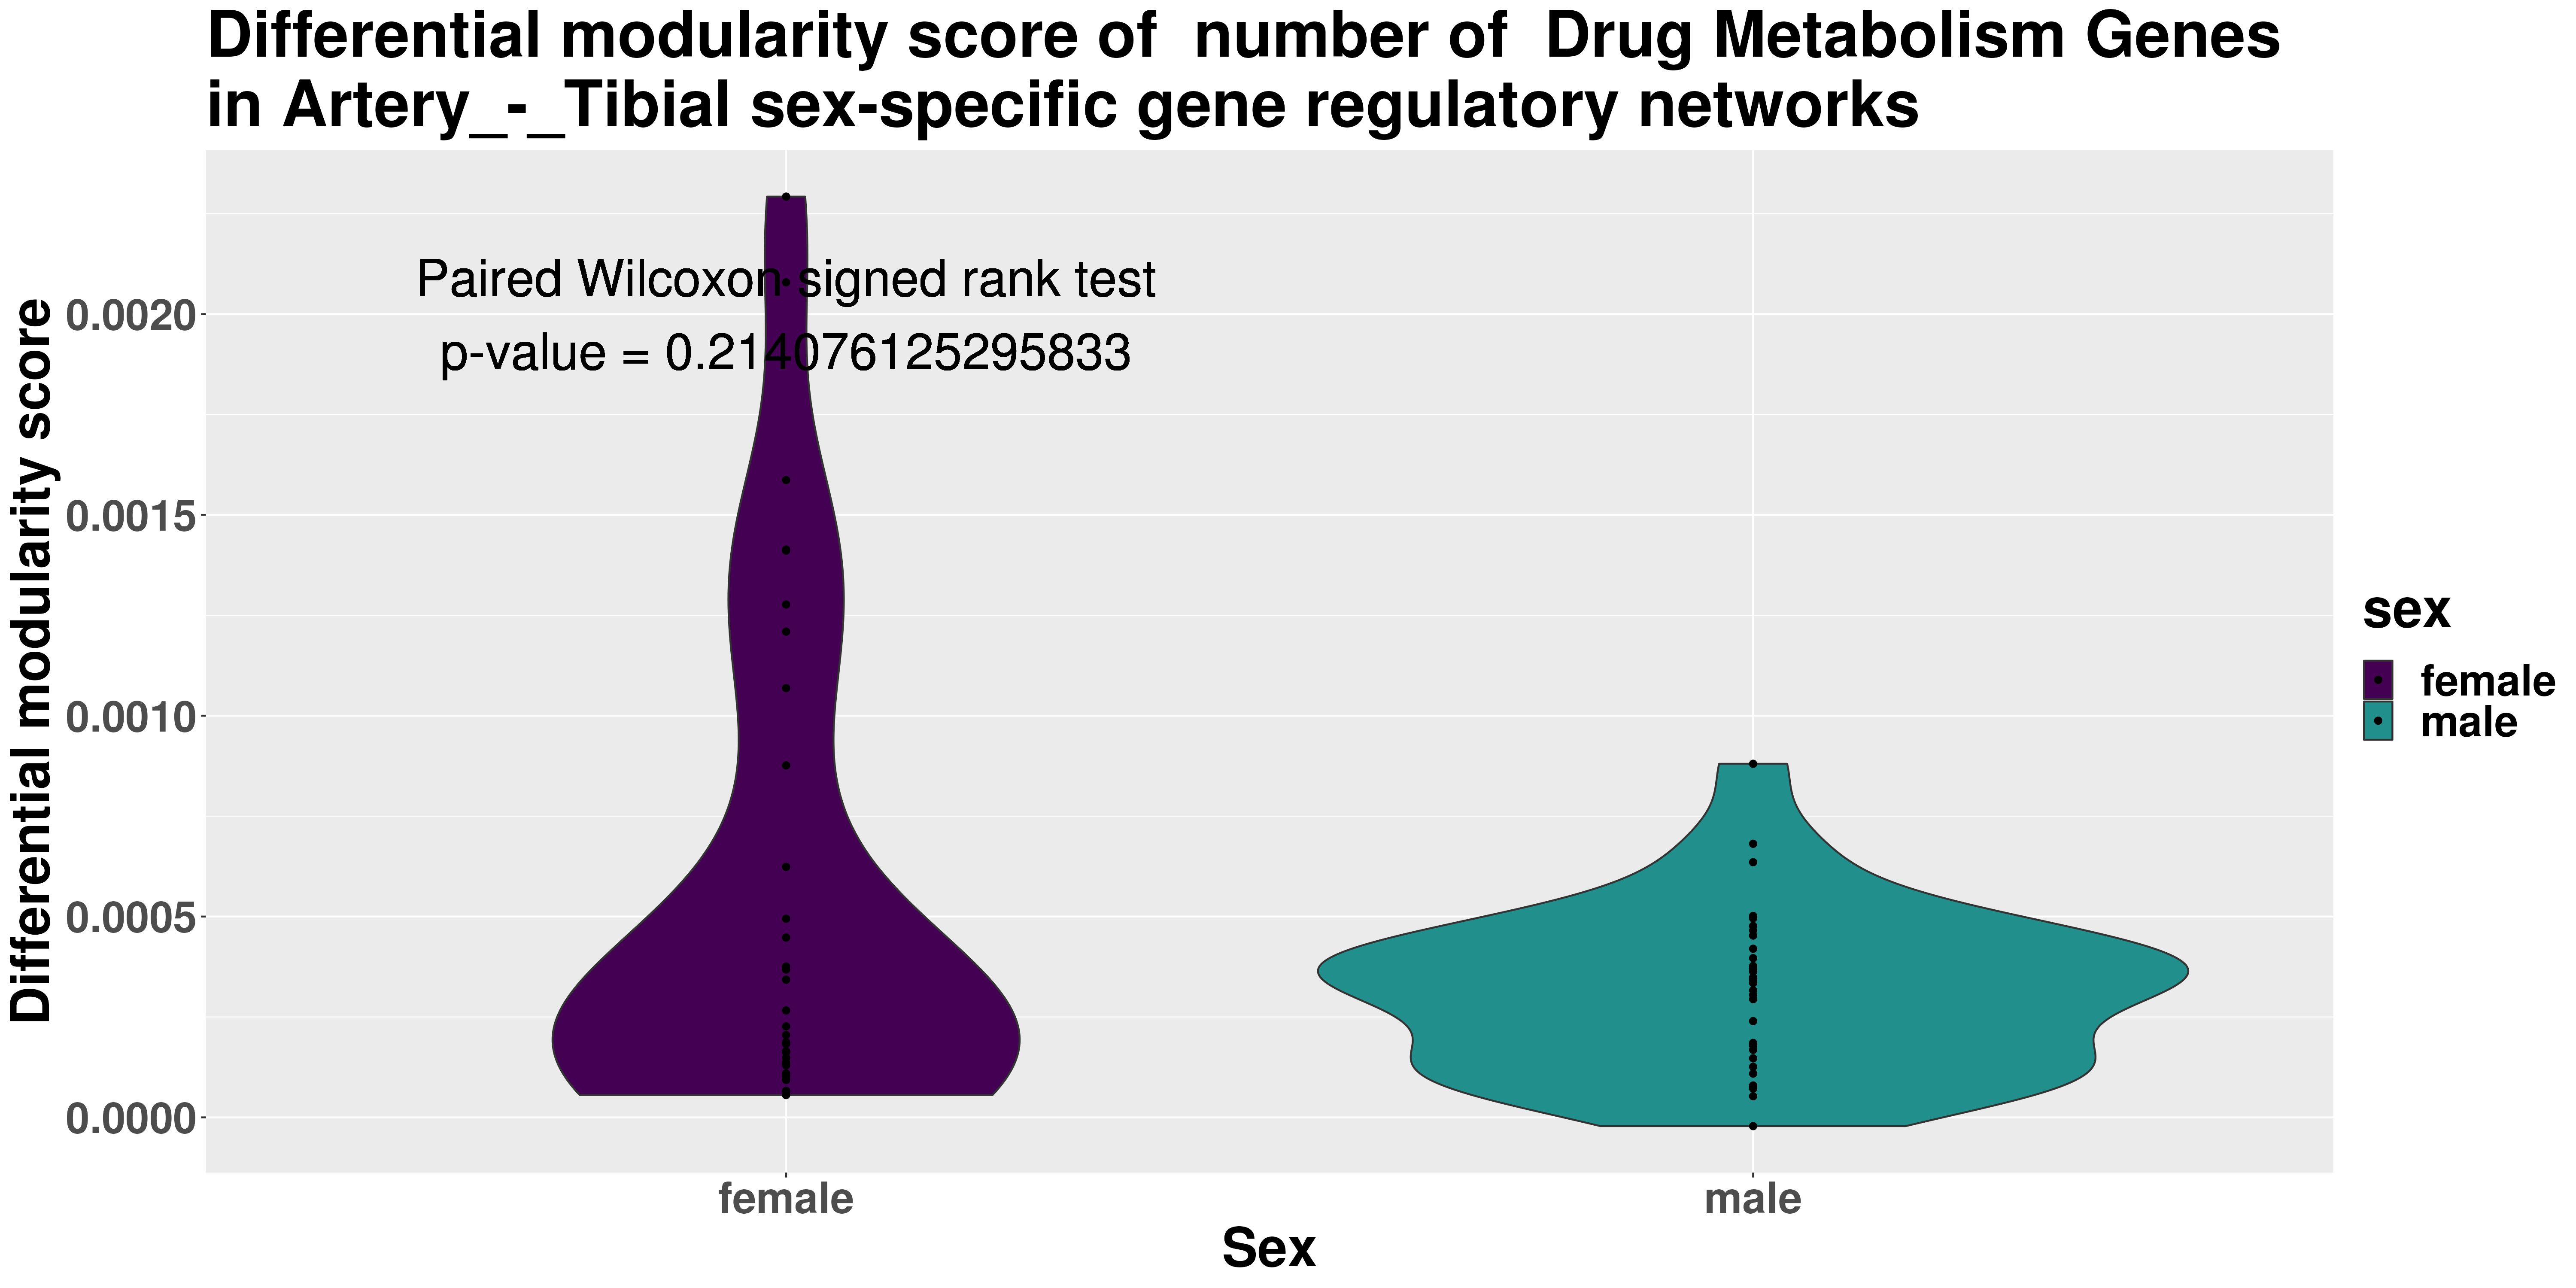 Differential modularity score of  number of  Drug Metabolism Genes
in Artery_-_Tibial sex-specific gene regulatory networks
Differential modularity score
0.0020
0.0015
0.0010
0.0005
0.0000
Paired Wilcoxon signed rank test
p-value = 0.214076125295833
female
male
Sex
sex
female
male